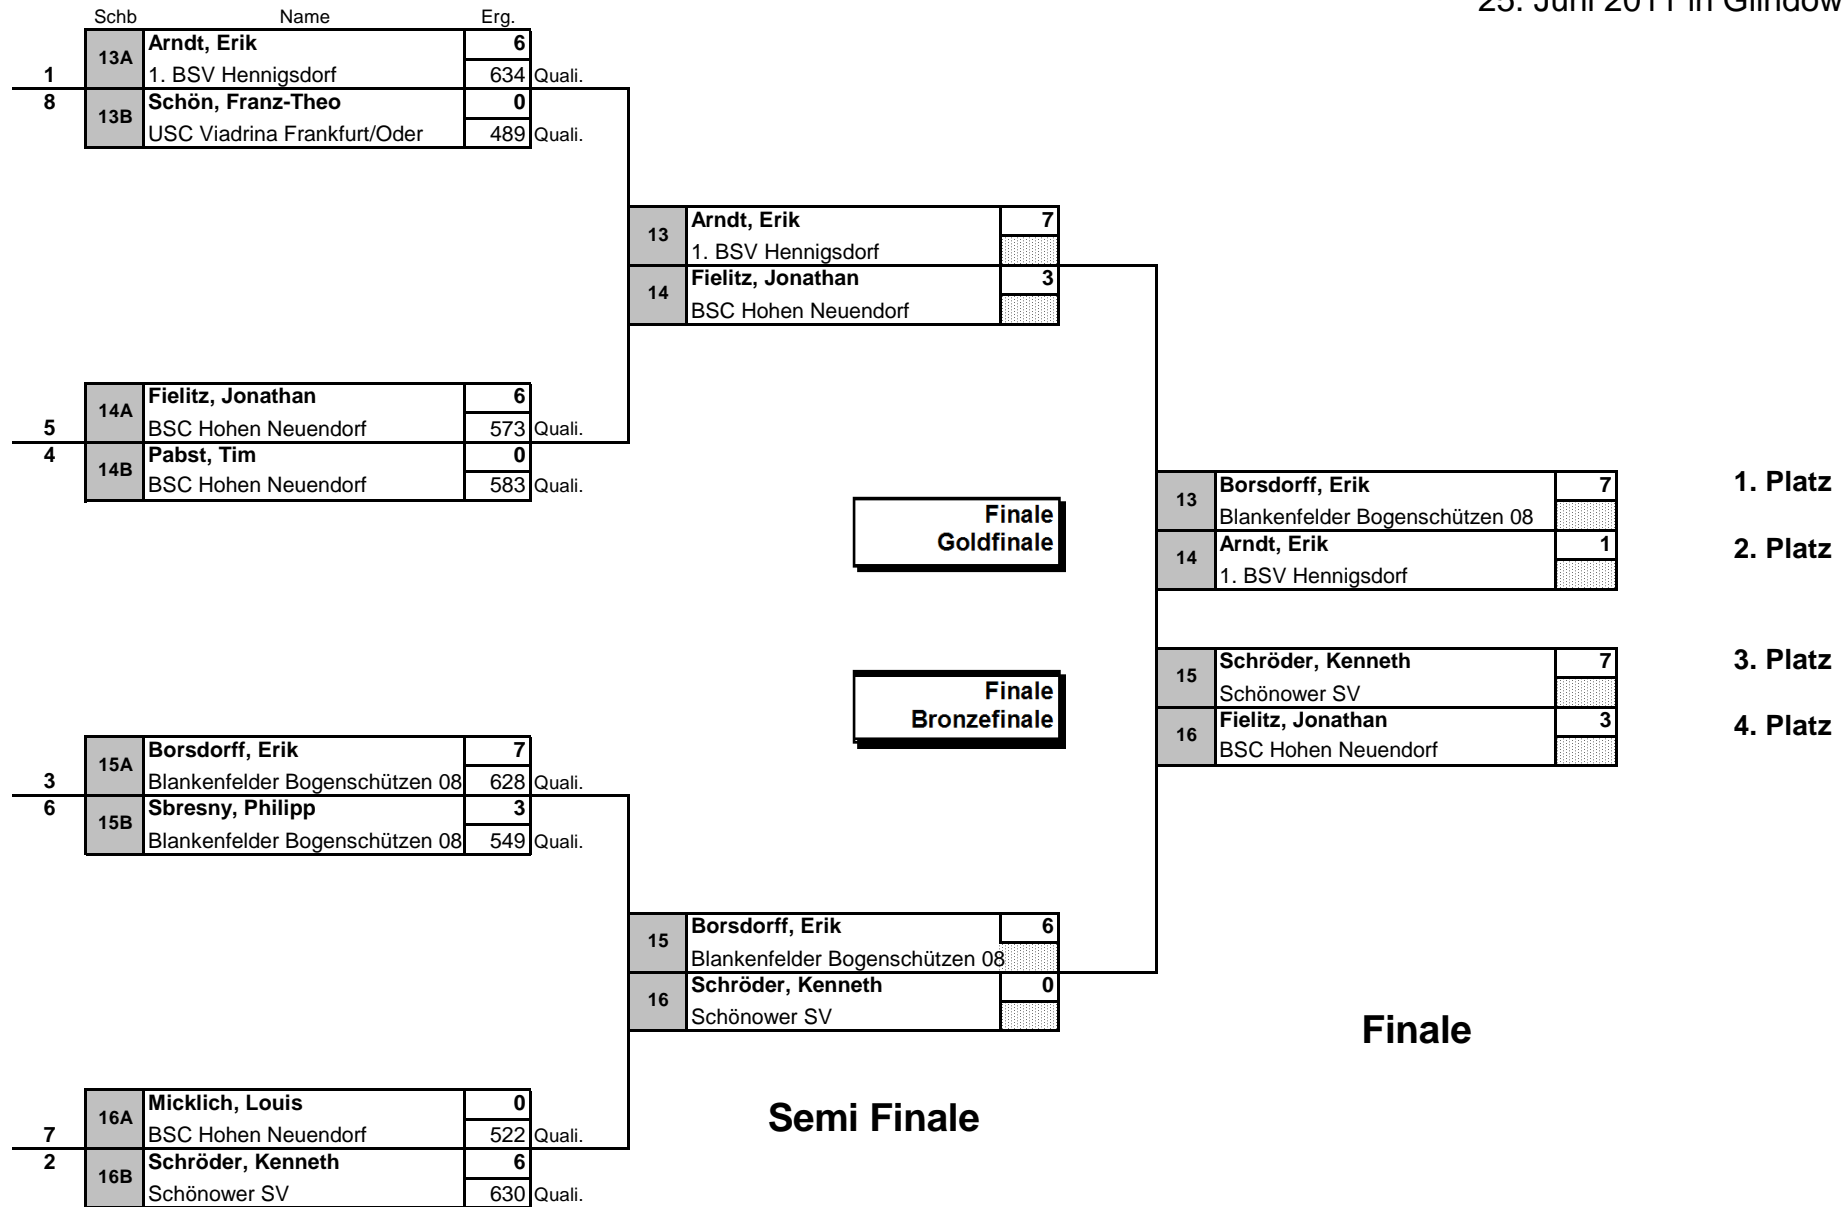 25. Juni 2011 in Glindow
Schb Name Erg.
13A Arndt, Erik 6
1 1. BSV Hennigsdorf 634 Quali.
8 13B Schön, Franz-Theo 0
USC Viadrina Frankfurt/Oder 489 Quali.
13 Arndt, Erik 7
1. BSV Hennigsdorf
14 Fielitz, Jonathan 3
BSC Hohen Neuendorf
14A Fielitz, Jonathan 6
5 BSC Hohen Neuendorf 573 Quali.
4 14B Pabst, Tim 0
BSC Hohen Neuendorf 583 Quali.
Finale
Goldfinale
13 Borsdorff, Erik 7 1. Platz
Blankenfelder Bogenschützen 08
14 Arndt, Erik 1 2. Platz
1. BSV Hennigsdorf
Finale
Bronzefinale
15 Schröder, Kenneth 7 3. Platz
Schönower SV
16 Fielitz, Jonathan 3 4. Platz
BSC Hohen Neuendorf
15A Borsdorff, Erik 7
3 Blankenfelder Bogenschützen 08 628 Quali.
6 15B Sbresny, Philipp 3
Blankenfelder Bogenschützen 08 549 Quali.
15 Borsdorff, Erik 6
Blankenfelder Bogenschützen 08
16 Schröder, Kenneth 0
Schönower SV
Finale
Semi Finale
16A Micklich, Louis 0
7 BSC Hohen Neuendorf 522 Quali.
2 16B Schröder, Kenneth 6
Schönower SV 630 Quali.